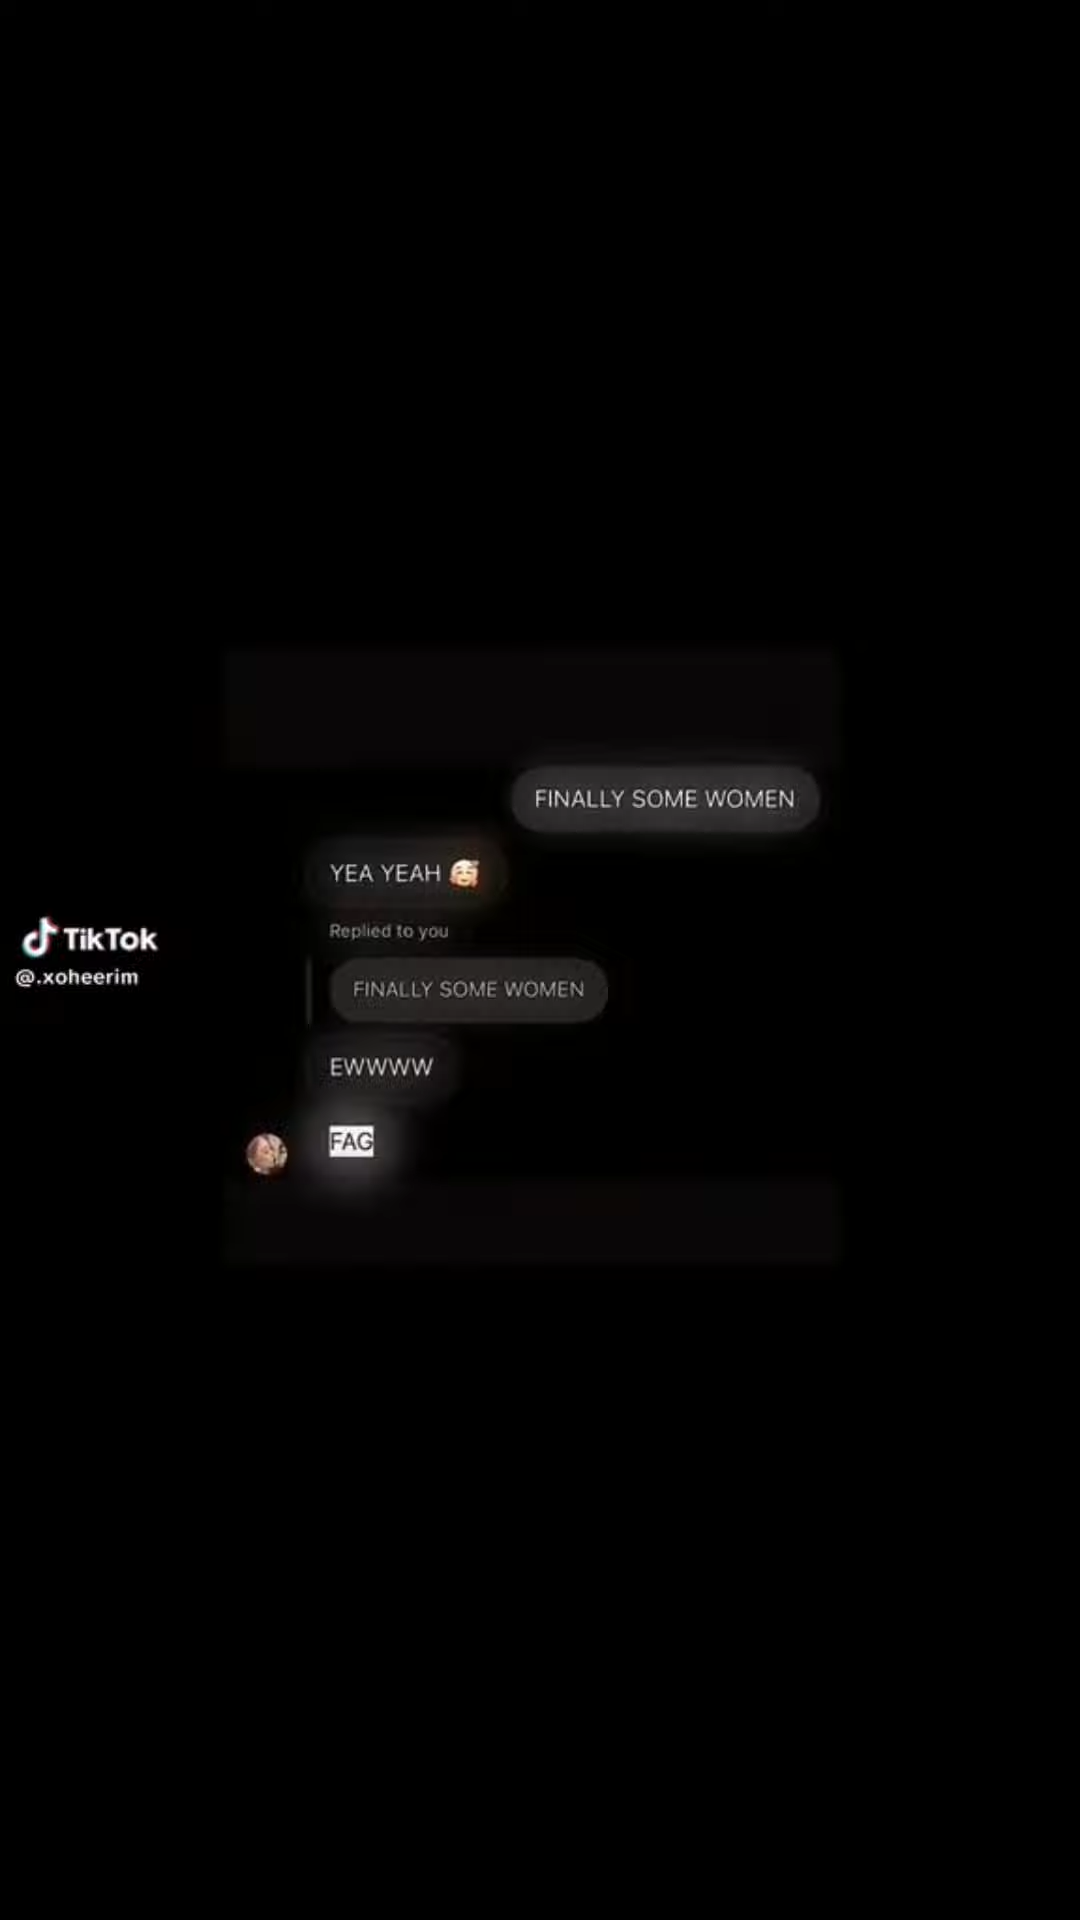 FINALLY SOME WOMEN
YEA YEAH 🥰
Replied to you
FINALLY SOME WOMEN
EWWWW
FAG
TikTok
@.xoheerim